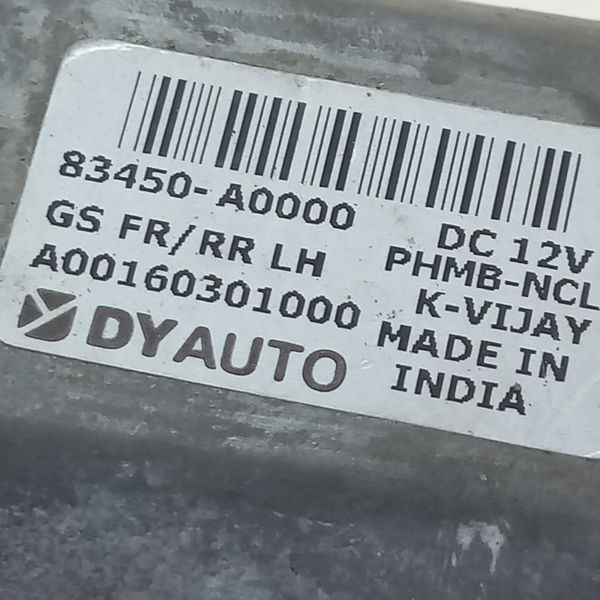 83450-A0000
GS FR/RR LH
A00160301000
DYAUTO
DC 12V
PHMB-NCL
K-VIJAY
MADE IN
INDIA